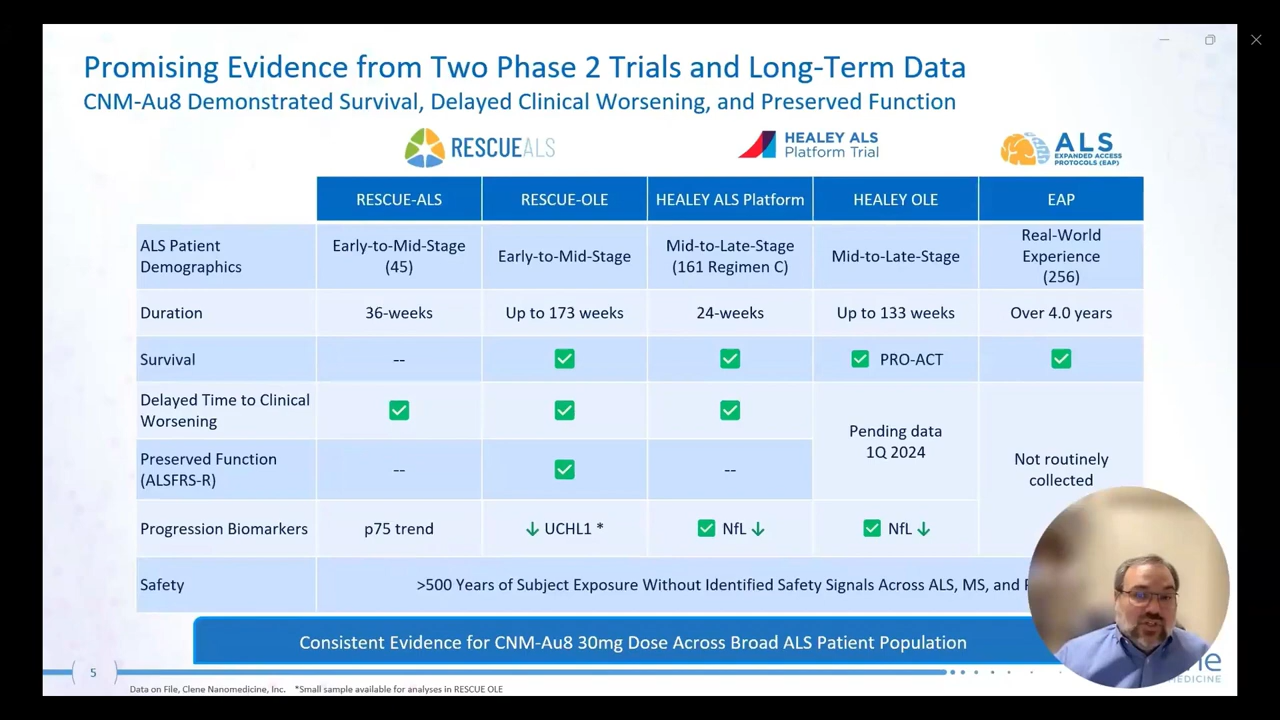 Promising Evidence from Two Phase 2 Trials and Long-Term Data
CNM-Au8 Demonstrated Survival, Delayed Clinical Worsening, and Preserved Function
RESCUEALS
HEALEY ALS
Platform Trial
ALS
EXPANDED ACCESS
PROTOCOLS (EAP)
RESCUE-ALS
RESCUE-OLE
HEALEY ALS Platform
HEALEY OLE
EAP
ALS Patient
Demographics
Early-to-Mid-Stage
(45)
Early-to-Mid-Stage
Mid-to-Late-Stage
(161 Regimen C)
Mid-to-Late-Stage
Real-World
Experience
(256)
Duration
36-weeks
Up to 173 weeks
24-weeks
Up to 133 weeks
Over 4.0 years
Survival
--
✅
✅
✅ PRO-ACT
✅
Delayed Time to Clinical
Worsening
✅
✅
✅
Pending data
1Q 2024
Not routinely
collected
Preserved Function
(ALSFRS-R)
--
✅
--
Progression Biomarkers
p75 trend
↓ UCHL1 *
✅ NfL ↓
✅ NfL ↓
Safety
>500 Years of Subject Exposure Without Identified Safety Signals Across ALS, MS, and
Consistent Evidence for CNM-Au8 30mg Dose Across Broad ALS Patient Population
5
Data on File, Clene Nanomedicine, Inc. *Small sample available for analyses in RESCUE OLE